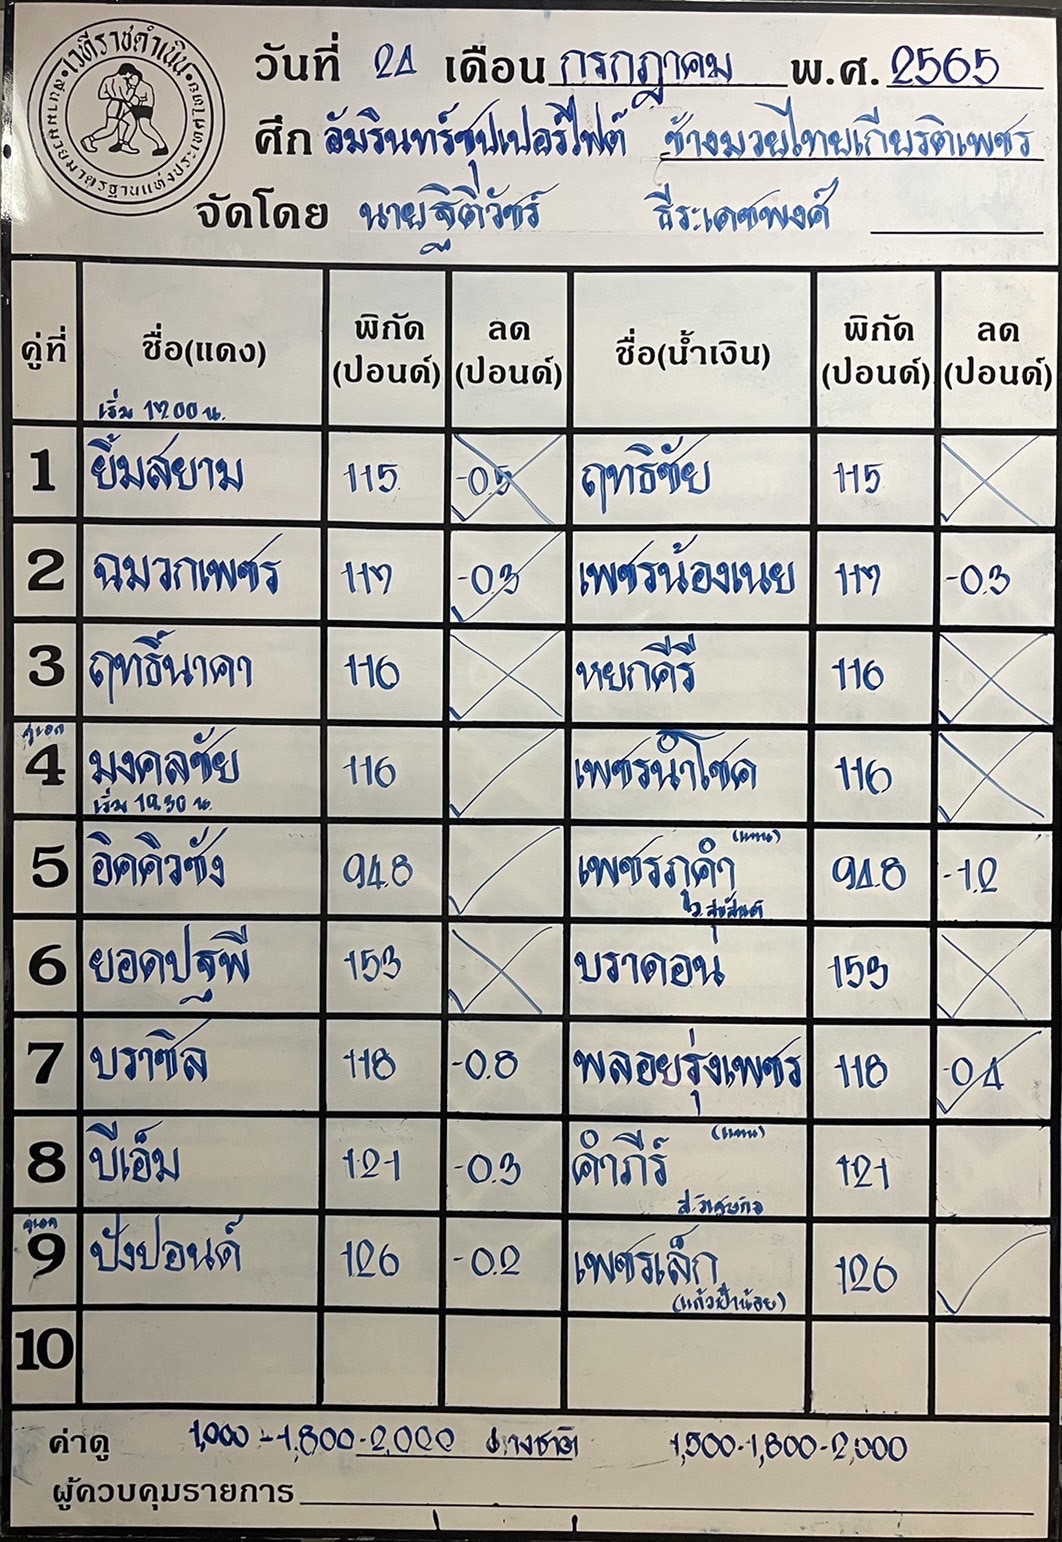 เวทีราชดำเนิน
สนามมวยมาตรฐานแห่งประเทศไทย
วันที่ 24 เดือน กรกฎาคม พ.ศ. 2565
ศึก อัมรินทร์ซุปเปอร์ไฟต์ ช้างมวยไทยเกียรติเพชร
จัดโดย นายฐิติวัชร์ ธีระเดชพงศ์
คู่ที่ ชื่อ(แดง) พิกัด (ปอนด์) ลด (ปอนด์) ชื่อ(น้ำเงิน) พิกัด (ปอนด์) ลด (ปอนด์)
เริ่ม 17.00 น.
1 ยิ้มสยาม 115 -0.5 ฤทธิชัย 115
2 ฉมวกเพชร 117 -0.3 เพชรน้องเนย 117 -0.3
3 ฤทธิ์นาคา 116 หยกคีรี 116
คู่เอก
4 มงคลชัย 116 เพชรนำโชค 116
เริ่ม 19.30 น.
5 อิคคิวซัง 94.8 เพชรภูคำ (แทน) 94.8 -1.2
6 ยอดปฐพี 153 บราดอน 153
7 บราซิล 118 -0.8 พลอยรุ่งเพชร 118 -0.4
8 บีเอ็ม 121 -0.3 คำภีร์ (แทน) 121
คู่เอก
9 ปังปอนด์ 126 -0.2 เพชรเล็ก 126
(แก้วฟ้าน้อย)
10
ค่าดู 1,000-1,800-2,000 ต่างชาติ 1,500-1,800-2,000
ผู้ควบคุมรายการ